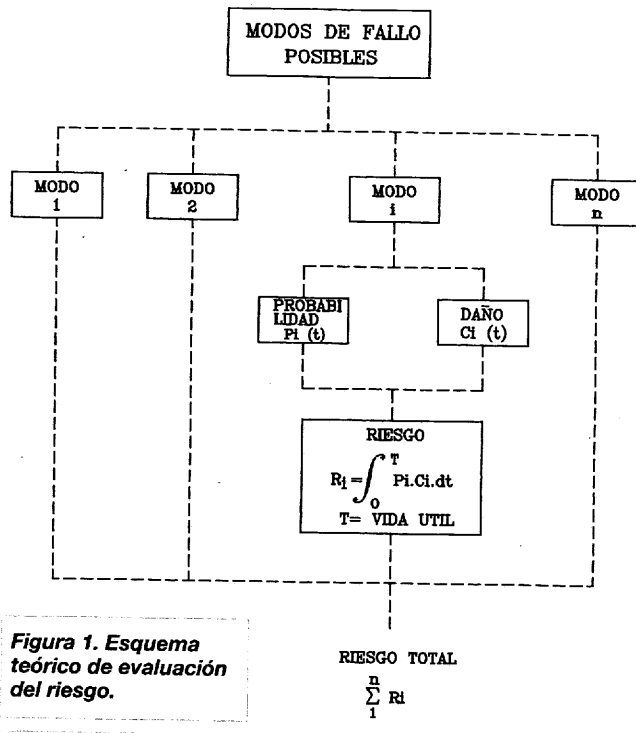 MODOS DE FALLO
POSIBLES
MODO
1
MODO
2
MODO
i
MODO
n
PROBABI
LIDAD
Pi (t)
DAÑO
Ci (t)
RIESGO
Ri = ∫₀ᵀ Pi.Ci.dt
T= VIDA UTIL
Figura 1. Esquema
teórico de evaluación
del riesgo.
RIESGO TOTAL
n
Σ Ri
1